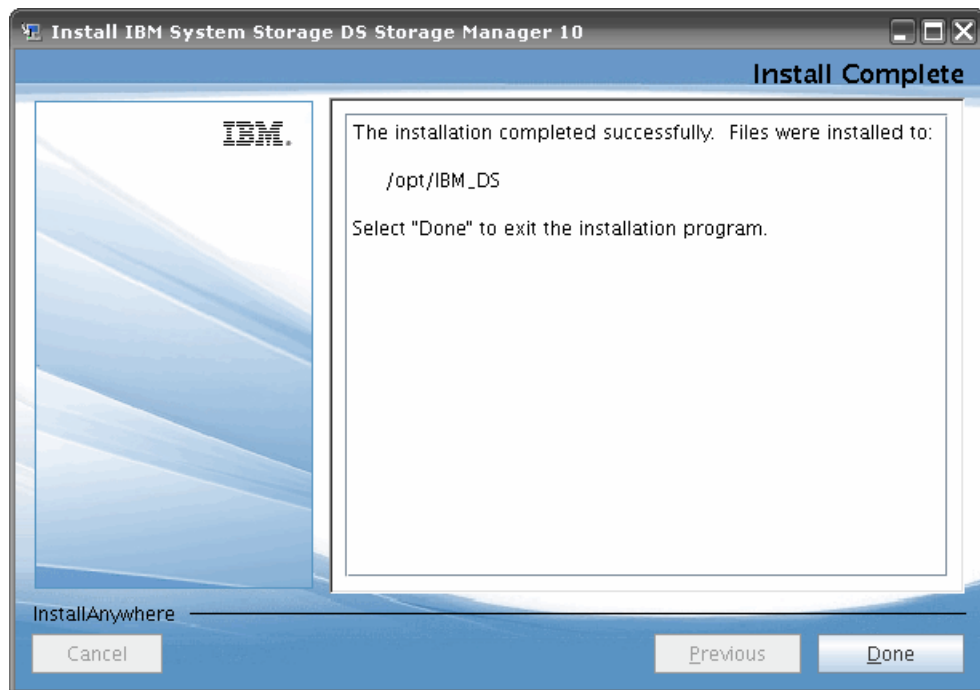 Install IBM System Storage DS Storage Manager 10
Install Complete
IBM.
The installation completed successfully. Files were installed to:
/opt/IBM_DS
Select "Done" to exit the installation program.
InstallAnywhere
Cancel
Previous
Done